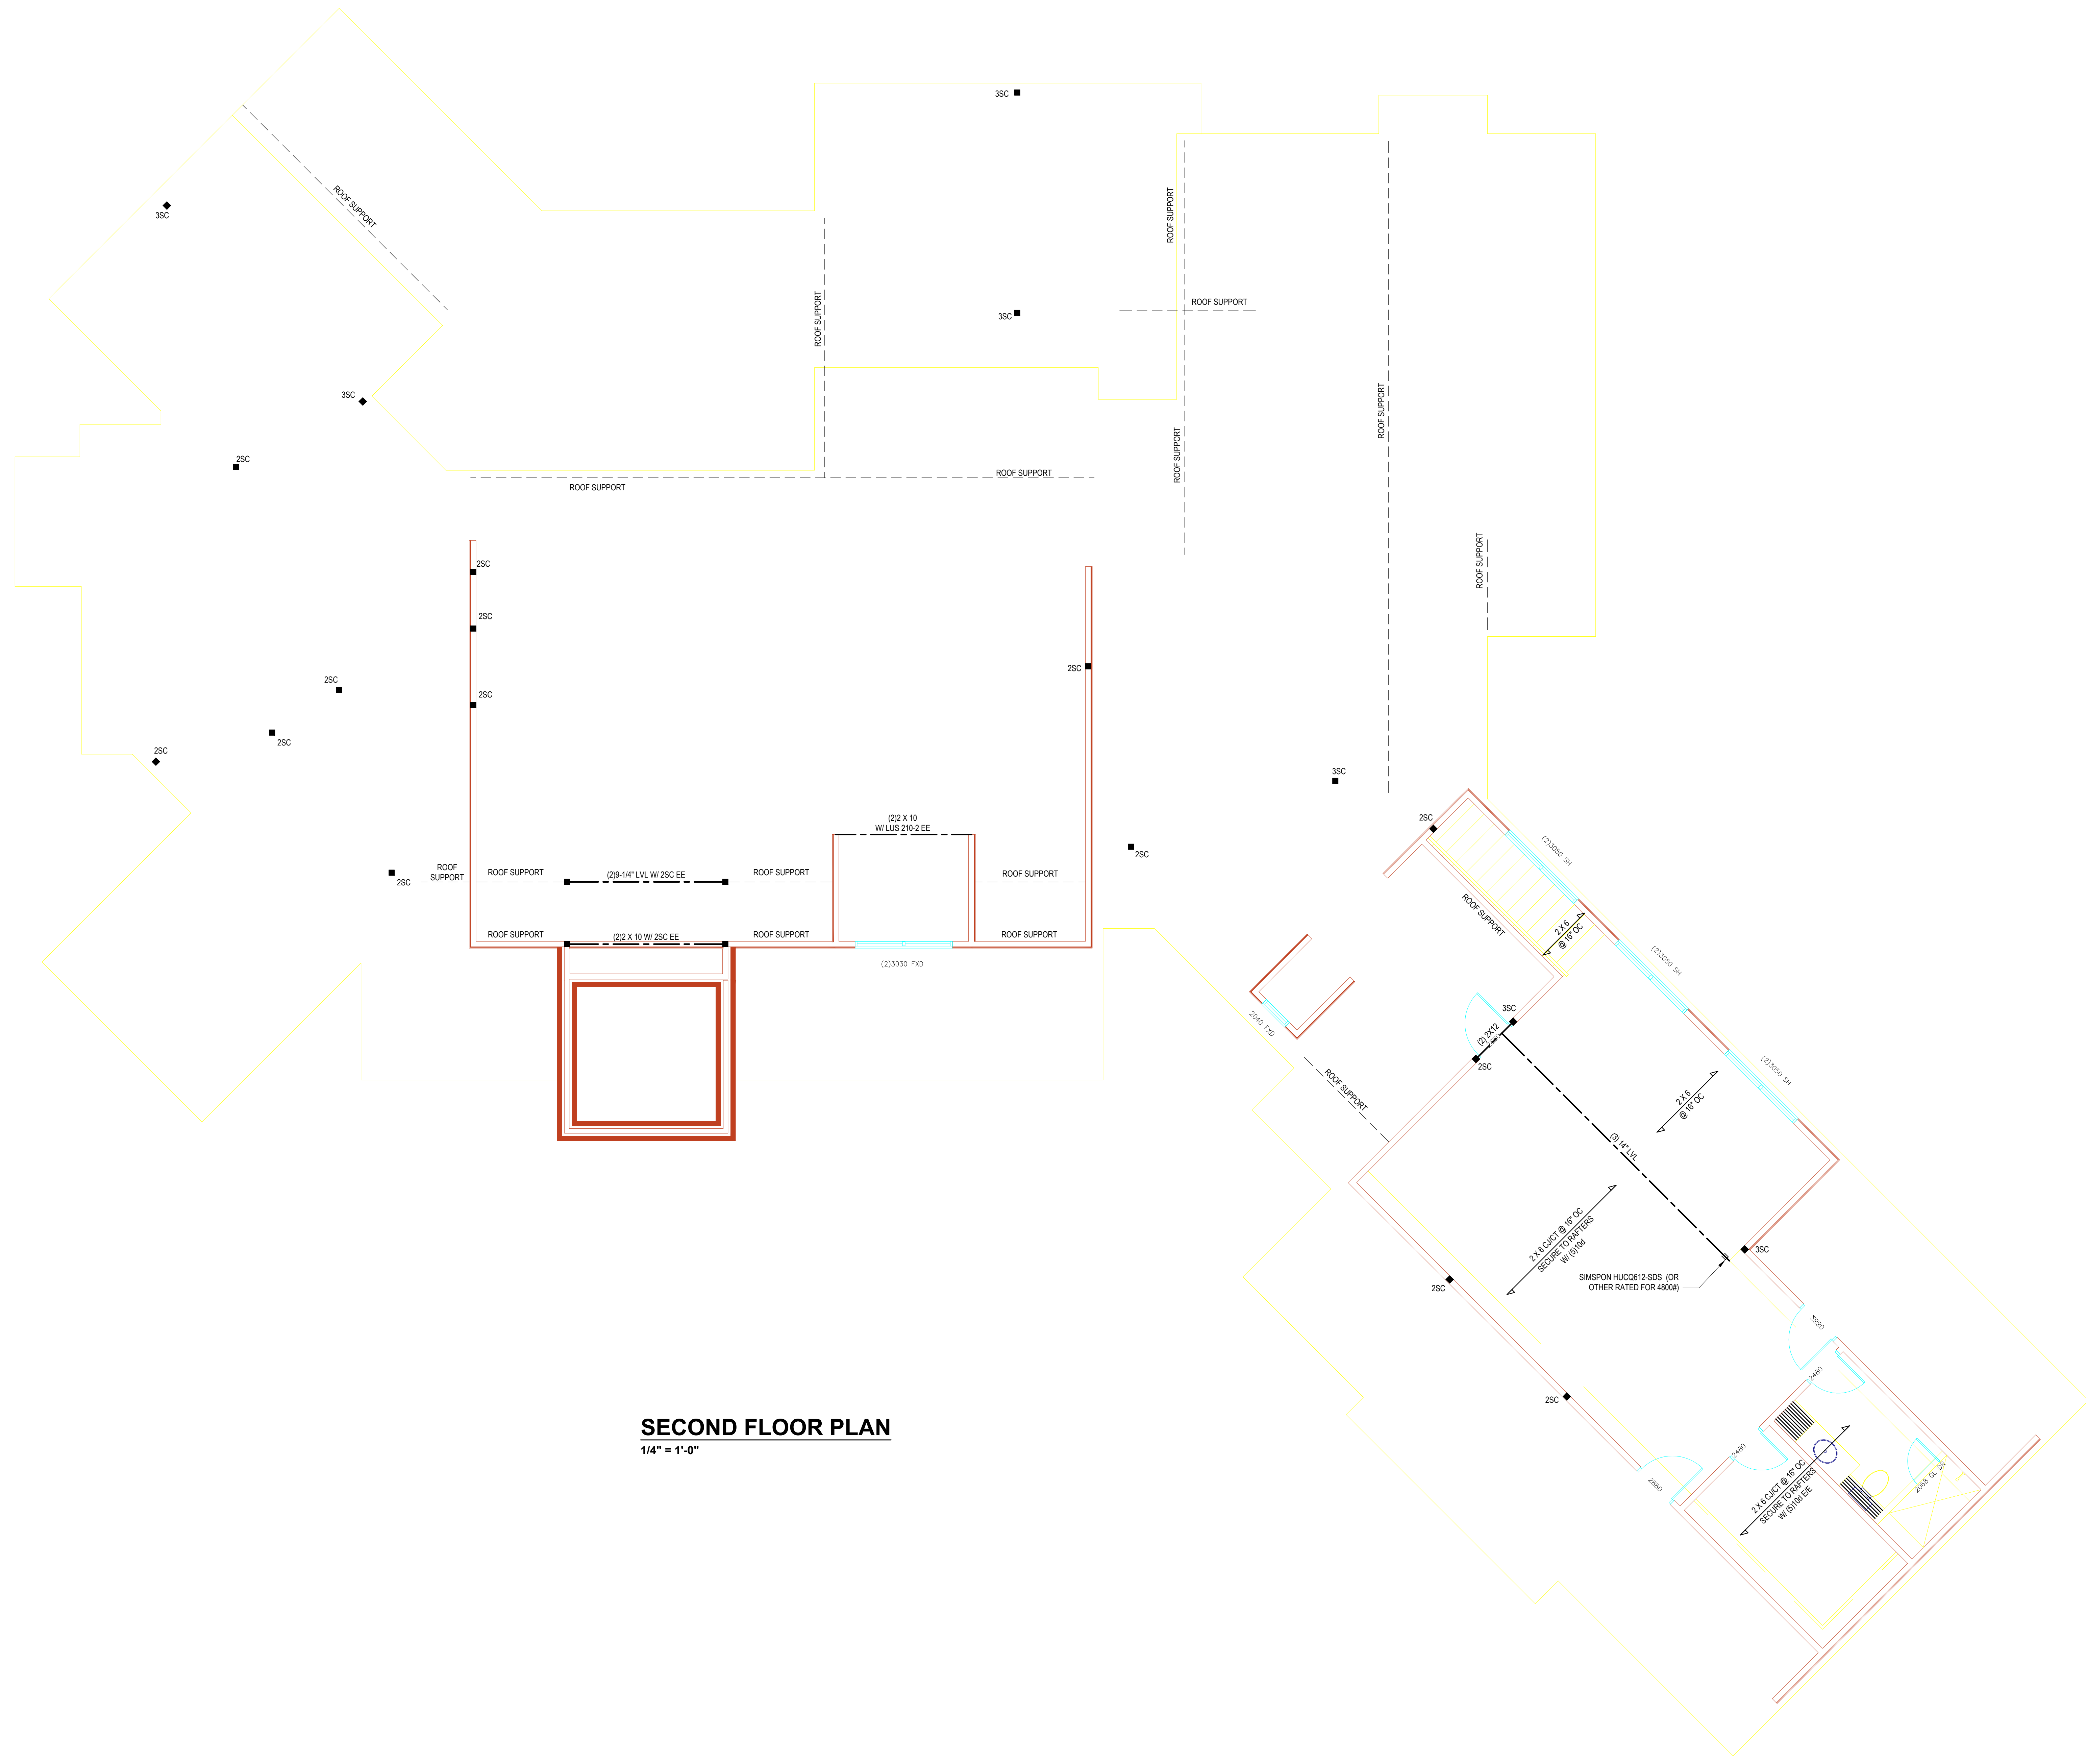 3SC
3SC
ROOF SUPPORT
ROOF SUPPORT
ROOF SUPPORT
ROOF SUPPORT
3SC
3SC
ROOF SUPPORT
ROOF SUPPORT
2SC
ROOF SUPPORT
ROOF SUPPORT
ROOF SUPPORT
2SC
2SC
2SC
2SC
2SC
2SC
2SC
2SC
3SC
2SC
2SC
(2)2 X 10
W/ LUS 210-2 EE
ROOF
SUPPORT
ROOF SUPPORT
(2)9-1/4" LVL W/ 2SC EE
ROOF SUPPORT
ROOF SUPPORT
2SC
ROOF SUPPORT
(2)2 X 10 W/ 2SC EE
ROOF SUPPORT
ROOF SUPPORT
(2)3030 FXD
(2)3050 SH
ROOF SUPPORT
2 X 6
@ 16" OC
(2)3050 SH
2040 FXD
3SC
(2) 2X12
2SC
ROOF SUPPORT
(2)3050 SH
2 X 6
@ 16" OC
(3) 14" LVL
2 X 6 CJ/CT @ 16" OC
SECURE TO RAFTERS
W/ (5)10d
3SC
SIMSPON HUCQ612-SDS (OR
OTHER RATED FOR 4800#)
2SC
3880
2480
2SC
2480
2880
2 X 6 CJ/CT @ 16" OC
SECURE TO RAFTERS
W/ (5)10d E/E
2068 GL DR
SECOND FLOOR PLAN
1/4" = 1'-0"